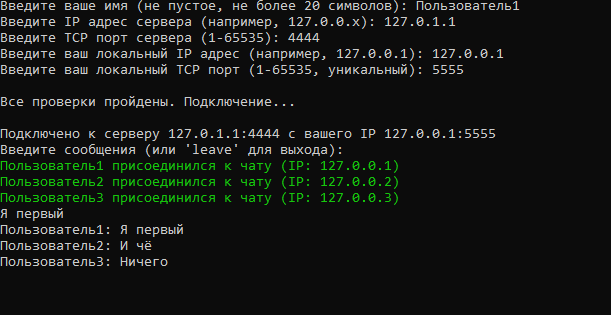 Введите ваше имя (не пустое, не более 20 символов): Пользователь1
Введите IP адрес сервера (например, 127.0.0.x): 127.0.1.1
Введите TCP порт сервера (1-65535): 4444
Введите ваш локальный IP адрес (например, 127.0.0.1): 127.0.0.1
Введите ваш локальный TCP порт (1-65535, уникальный): 5555
Все проверки пройдены. Подключение...
Подключено к серверу 127.0.1.1:4444 с вашего IP 127.0.0.1:5555
Введите сообщения (или 'leave' для выхода):
Пользователь1 присоединился к чату (IP: 127.0.0.1)
Пользователь2 присоединился к чату (IP: 127.0.0.2)
Пользователь3 присоединился к чату (IP: 127.0.0.3)
Я первый
Пользователь1: Я первый
Пользователь2: И чё
Пользователь3: Ничего